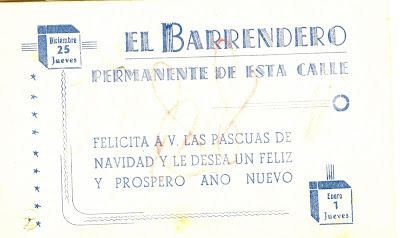 Diciembre
25
Jueves
EL BARRENDERO
PERMANENTE DE ESTA CALLE
FELICITA A V. LAS PASCUAS DE
NAVIDAD Y LE DESEA UN FELIZ
Y PROSPERO AÑO NUEVO
Enero
1
Jueves